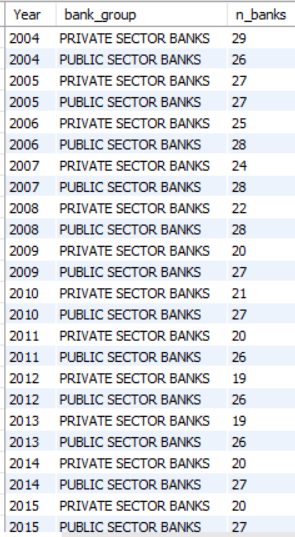 Year bank_group n_banks
2004 PRIVATE SECTOR BANKS 29
2004 PUBLIC SECTOR BANKS 26
2005 PRIVATE SECTOR BANKS 27
2005 PUBLIC SECTOR BANKS 27
2006 PRIVATE SECTOR BANKS 25
2006 PUBLIC SECTOR BANKS 28
2007 PRIVATE SECTOR BANKS 24
2007 PUBLIC SECTOR BANKS 28
2008 PRIVATE SECTOR BANKS 22
2008 PUBLIC SECTOR BANKS 28
2009 PRIVATE SECTOR BANKS 20
2009 PUBLIC SECTOR BANKS 27
2010 PRIVATE SECTOR BANKS 21
2010 PUBLIC SECTOR BANKS 27
2011 PRIVATE SECTOR BANKS 20
2011 PUBLIC SECTOR BANKS 26
2012 PRIVATE SECTOR BANKS 19
2012 PUBLIC SECTOR BANKS 26
2013 PRIVATE SECTOR BANKS 19
2013 PUBLIC SECTOR BANKS 26
2014 PRIVATE SECTOR BANKS 20
2014 PUBLIC SECTOR BANKS 27
2015 PRIVATE SECTOR BANKS 20
2015 PUBLIC SECTOR BANKS 27